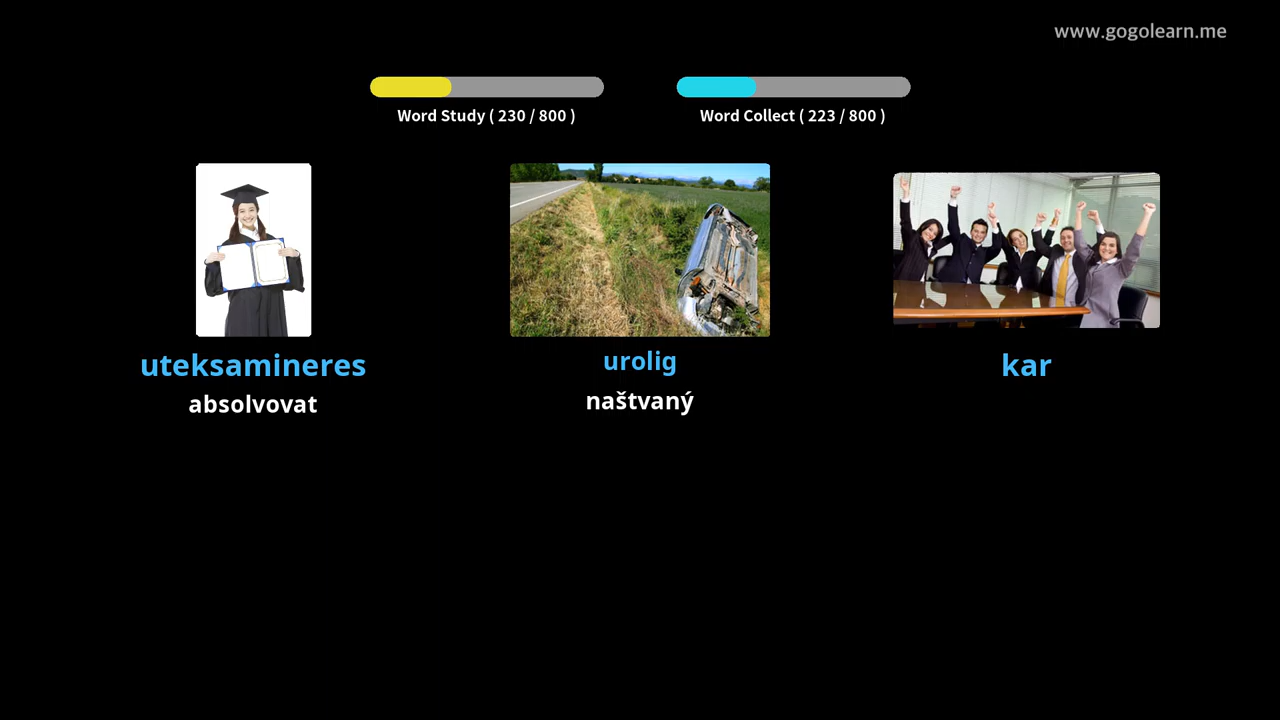 www.gogolearn.me
Word Study ( 230 / 800 )
Word Collect ( 223 / 800 )
uteksamineres
absolvovat
urolig
naštvaný
kar